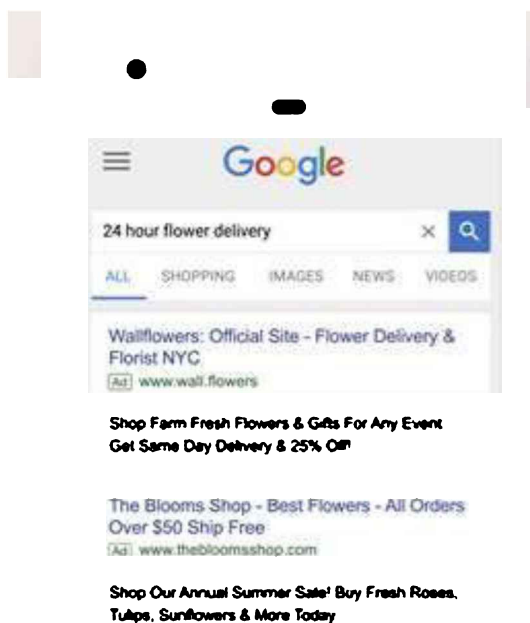 Google
24 hour flower delivery
ALL SHOPPING IMAGES NEWS VIDEOS
Wallflowers: Official Site - Flower Delivery &
Florist NYC
Ad www.wall.flowers
Shop Farm Fresh Flowers & Gifts For Any Event
Get Same Day Delivery & 25% Off!
The Blooms Shop - Best Flowers - All Orders
Over $50 Ship Free
Ad www.thebloomsshop.com
Shop Our Annual Summer Sale! Buy Fresh Roses,
Tulips, Sunflowers & More Today